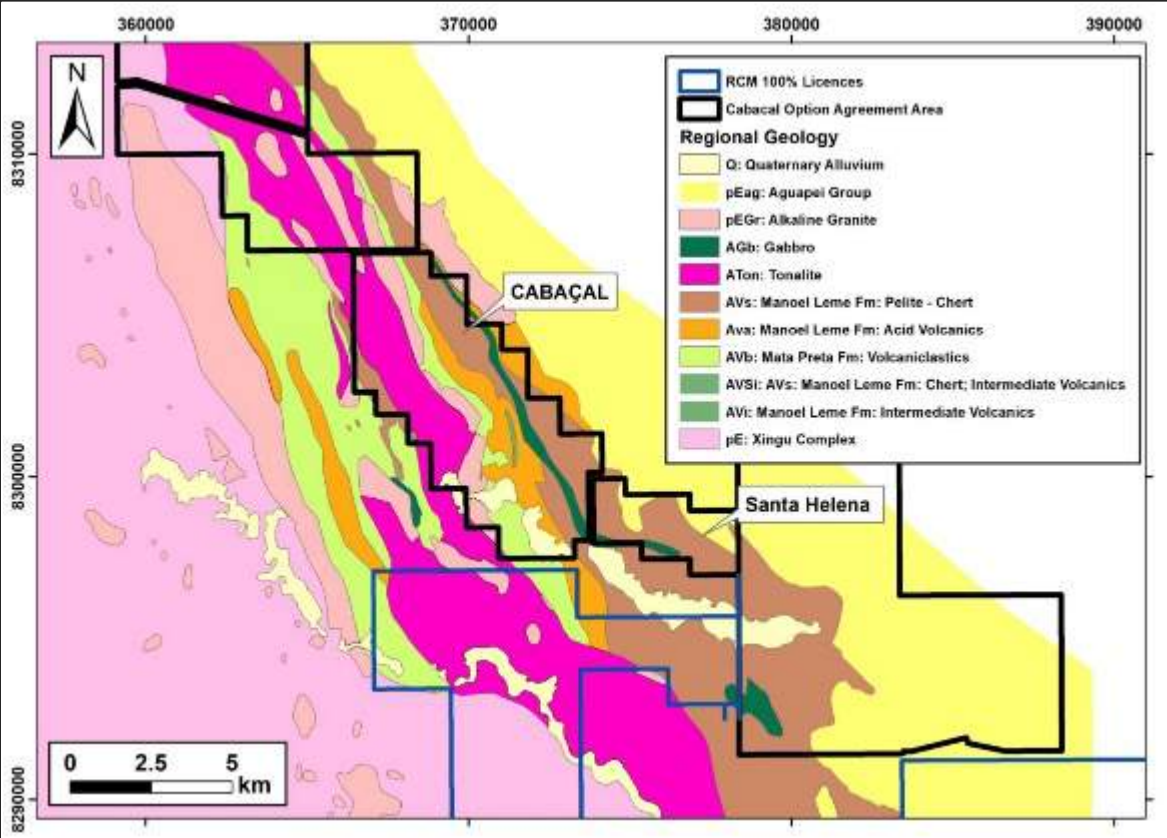 360000
370000
380000
390000
N
RCM 100% Licences
Cabacal Option Agreement Area
Regional Geology
Q: Quaternary Alluvium
pEag: Aguapei Group
pEGr: Alkaline Granite
AGb: Gabbro
ATon: Tonalite
AVs: Manoel Leme Fm: Pelite - Chert
Ava: Manoel Leme Fm: Acid Volcanics
AVb: Mata Preta Fm: Volcaniclastics
AVSi: AVs: Manoel Leme Fm: Chert; Intermediate Volcanics
AVi: Manoel Leme Fm: Intermediate Volcanics
pE: Xingu Complex
8310000
CABAÇAL
8300000
Santa Helena
0 2.5 5
km
8290000